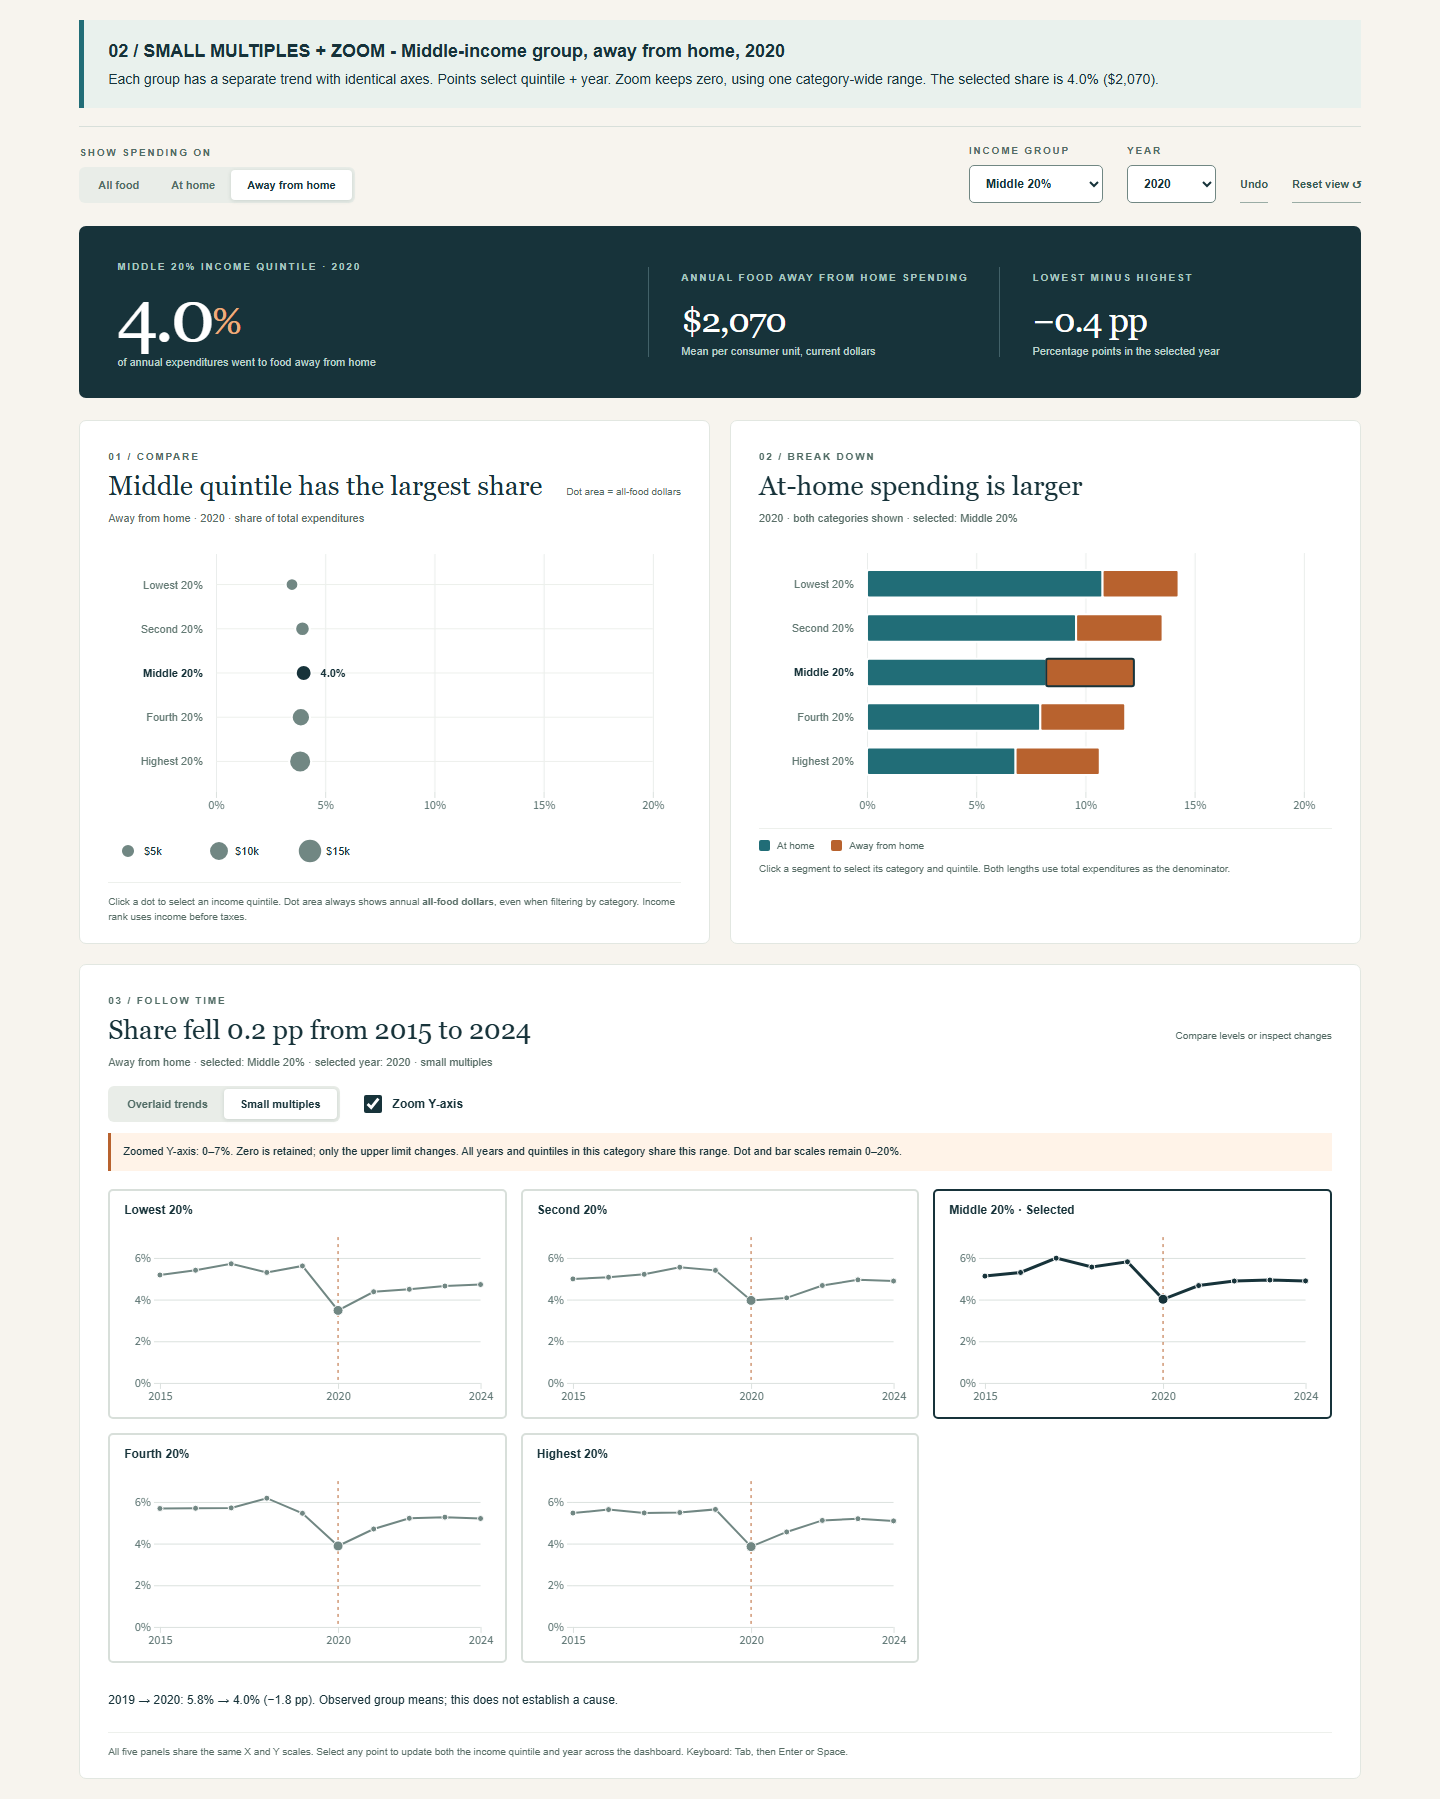 02 / SMALL MULTIPLES + ZOOM - Middle-income group, away from home, 2020
Each group has a separate trend with identical axes. Points select quintile + year. Zoom keeps zero, using one category-wide range. The selected share is 4.0% ($2,070).
SHOW SPENDING ON
All food At home Away from home
INCOME GROUP YEAR
Middle 20% 2020 Undo Reset view ↺
MIDDLE 20% INCOME QUINTILE · 2020
4.0%
of annual expenditures went to food away from home
ANNUAL FOOD AWAY FROM HOME SPENDING
$2,070
Mean per consumer unit, current dollars
LOWEST MINUS HIGHEST
−0.4 pp
Percentage points in the selected year
01 / COMPARE
Middle quintile has the largest share
Dot area = all-food dollars
Away from home · 2020 · share of total expenditures
Lowest 20%
Second 20%
Middle 20% 4.0%
Fourth 20%
Highest 20%
0% 5% 10% 15% 20%
$5k $10k $15k
Click a dot to select an income quintile. Dot area always shows annual all-food dollars, even when filtering by category. Income
rank uses income before taxes.
02 / BREAK DOWN
At-home spending is larger
2020 · both categories shown · selected: Middle 20%
Lowest 20%
Second 20%
Middle 20%
Fourth 20%
Highest 20%
0% 5% 10% 15% 20%
At home Away from home
Click a segment to select its category and quintile. Both lengths use total expenditures as the denominator.
03 / FOLLOW TIME
Share fell 0.2 pp from 2015 to 2024
Compare levels or inspect changes
Away from home · selected: Middle 20% · selected year: 2020 · small multiples
Overlaid trends Small multiples Zoom Y-axis
Zoomed Y-axis: 0–7%. Zero is retained; only the upper limit changes. All years and quintiles in this category share this range. Dot and bar scales remain 0–20%.
Lowest 20%
6%
4%
2%
0%
2015 2020 2024
Second 20%
6%
4%
2%
0%
2015 2020 2024
Middle 20% · Selected
6%
4%
2%
0%
2015 2020 2024
Fourth 20%
6%
4%
2%
0%
2015 2020 2024
Highest 20%
6%
4%
2%
0%
2015 2020 2024
2019 → 2020: 5.8% → 4.0% (−1.8 pp). Observed group means; this does not establish a cause.
All five panels share the same X and Y scales. Select any point to update both the income quintile and year across the dashboard. Keyboard: Tab, then Enter or Space.